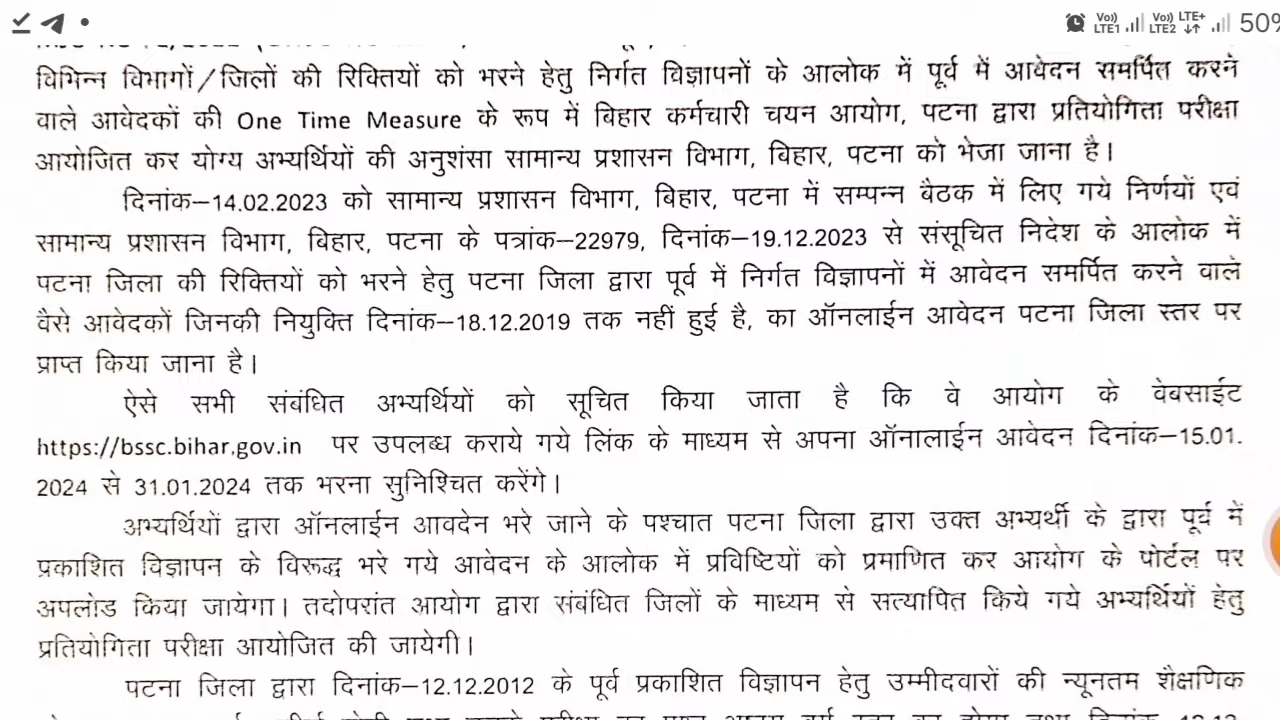 Vo)) LTE1 Vo)) LTE+ LTE2 50%
विभिन्न विभागों/जिलों की रिक्तियों को भरने हेतु निर्गत विज्ञापनों के आलोक में पूर्व में आवेदन समर्पित करने
वाले आवेदकों की One Time Measure के रूप में बिहार कर्मचारी चयन आयोग, पटना द्वारा प्रतियोगिता परीक्षा
आयोजित कर योग्य अभ्यर्थियों की अनुशंसा सामान्य प्रशासन विभाग, बिहार, पटना को भेजा जाना है।
दिनांक–14.02.2023 को सामान्य प्रशासन विभाग, बिहार, पटना में सम्पन्न बैठक में लिए गये निर्णयों एवं
सामान्य प्रशासन विभाग, बिहार, पटना के पत्रांक–22979, दिनांक–19.12.2023 से संसूचित निदेश के आलोक में
पटना जिला की रिक्तियों को भरने हेतु पटना जिला द्वारा पूर्व में निर्गत विज्ञापनों में आवेदन समर्पित करने वाले
वैसे आवेदकों जिनकी नियुक्ति दिनांक–18.12.2019 तक नहीं हुई है, का ऑनलाईन आवेदन पटना जिला स्तर पर
प्राप्त किया जाना है।
ऐसे सभी संबंधित अभ्यर्थियों को सूचित किया जाता है कि वे आयोग के वेबसाईट
https://bssc.bihar.gov.in पर उपलब्ध कराये गये लिंक के माध्यम से अपना ऑनालाईन आवेदन दिनांक–15.01.
2024 से 31.01.2024 तक भरना सुनिश्चित करेंगे।
अभ्यर्थियों द्वारा ऑनलाईन आवदेन भरे जाने के पश्चात पटना जिला द्वारा उक्त अभ्यर्थी के द्वारा पूर्व में
प्रकाशित विज्ञापन के विरूद्ध भरे गये आवेदन के आलोक में प्रविष्टियों को प्रमाणित कर आयोग के पोर्टल पर
अपलोड किया जायेगा। तदोपरांत आयोग द्वारा संबंधित जिलों के माध्यम से सत्यापित किये गये अभ्यर्थियों हेतु
प्रतियोगिता परीक्षा आयोजित की जायेगी।
पटना जिला द्वारा दिनांक–12.12.2012 के पूर्व प्रकाशित विज्ञापन हेतु उम्मीदवारों की न्यूनतम शैक्षणिक